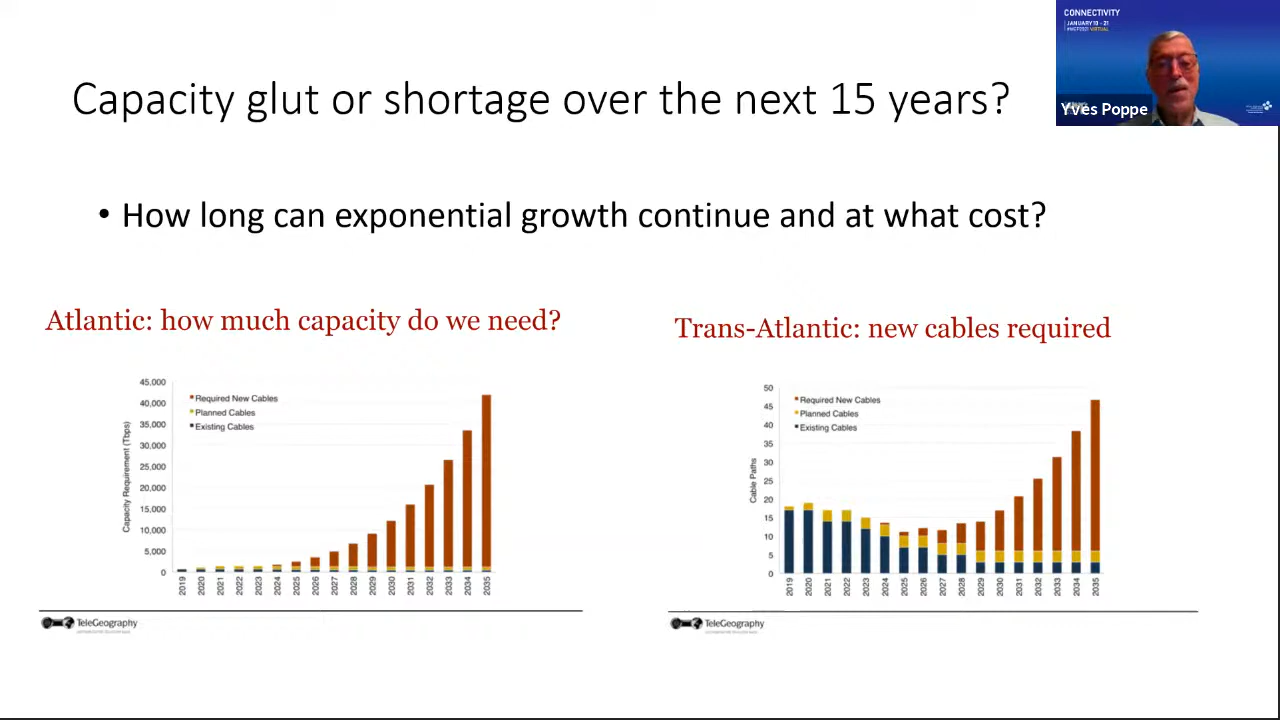 CONNECTIVITY
JANUARY 10 - 21
Yves Poppe
Capacity glut or shortage over the next 15 years?
• How long can exponential growth continue and at what cost?
Atlantic: how much capacity do we need?
Capacity Requirement (Tbps)
45,000
40,000
35,000
30,000
25,000
20,000
15,000
10,000
5,000
0
Required New Cables
Planned Cables
Existing Cables
2019 2020 2021 2022 2023 2024 2025 2026 2027 2028 2029 2030 2031 2032 2033 2034 2035
TeleGeography
Trans-Atlantic: new cables required
Cable Paths
50
45
40
35
30
25
20
15
10
5
0
Required New Cables
Planned Cables
Existing Cables
2019 2020 2021 2022 2023 2024 2025 2026 2027 2028 2029 2030 2031 2032 2033 2034 2035
TeleGeography